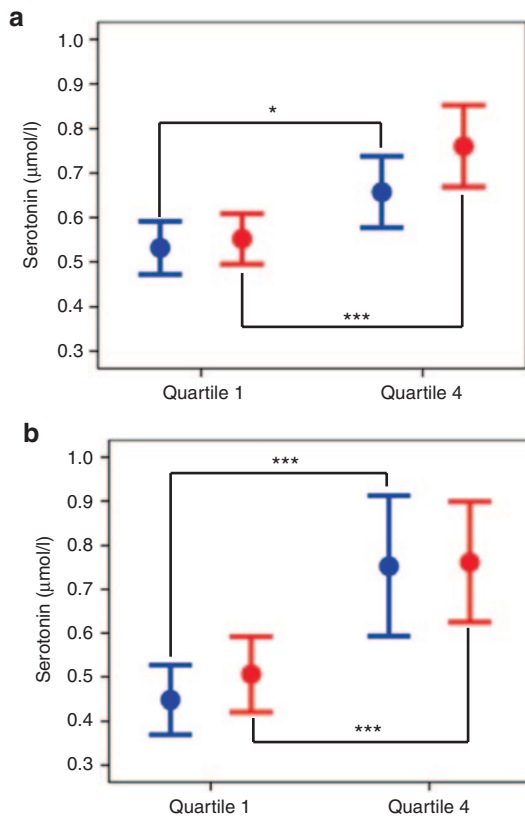 a
1.0
0.9
0.8
0.7
0.6
0.5
0.4
0.3
Serotonin (μmol/l)
*
***
Quartile 1
Quartile 4
b
1.0
0.9
0.8
0.7
0.6
0.5
0.4
0.3
Serotonin (μmol/l)
***
***
Quartile 1
Quartile 4